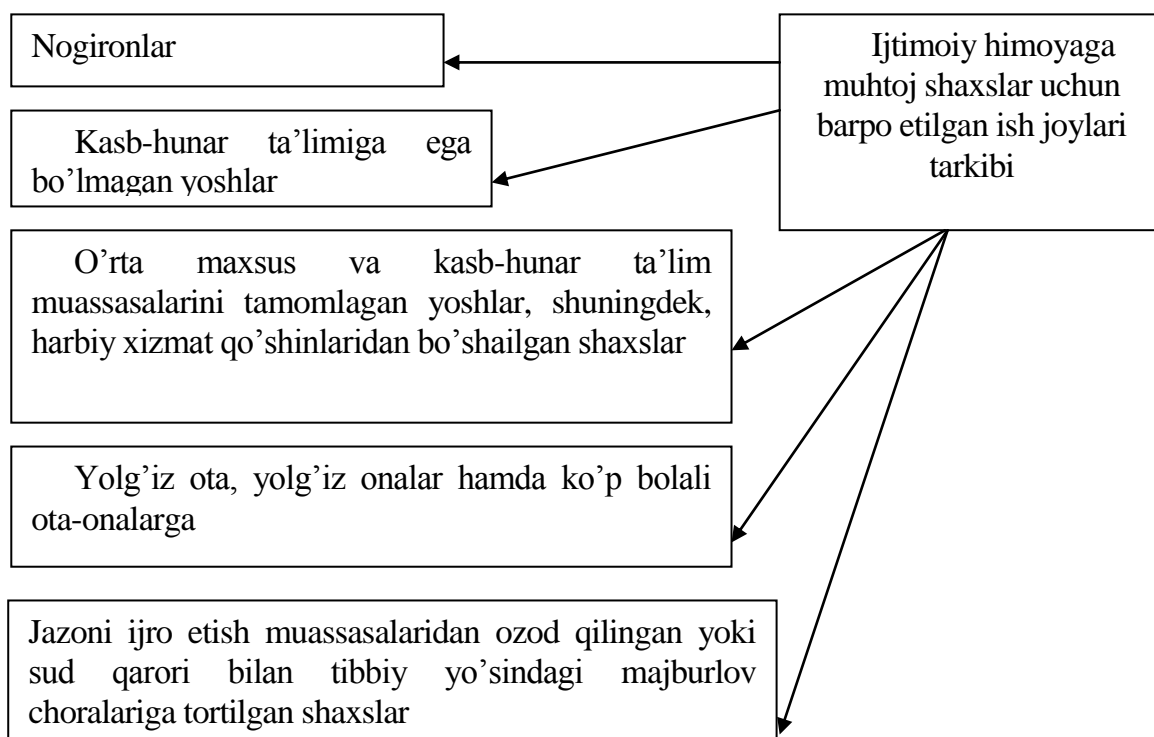 Nogironlar
Ijtimoiy himoyaga
muhtoj shaxslar uchun
barpo etilgan ish joylari
tarkibi
Kasb-hunar ta’limiga ega
bo’lmagan yoshlar
O’rta maxsus va kasb-hunar ta’lim
muassasalarini tamomlagan yoshlar, shuningdek,
harbiy xizmat qo’shinlaridan bo’shailgan shaxslar
Yolg’iz ota, yolg’iz onalar hamda ko’p bolali
ota-onalarga
Jazoni ijro etish muassasalaridan ozod qilingan yoki
sud qarori bilan tibbiy yo’sindagi majburlov
choralariga tortilgan shaxslar